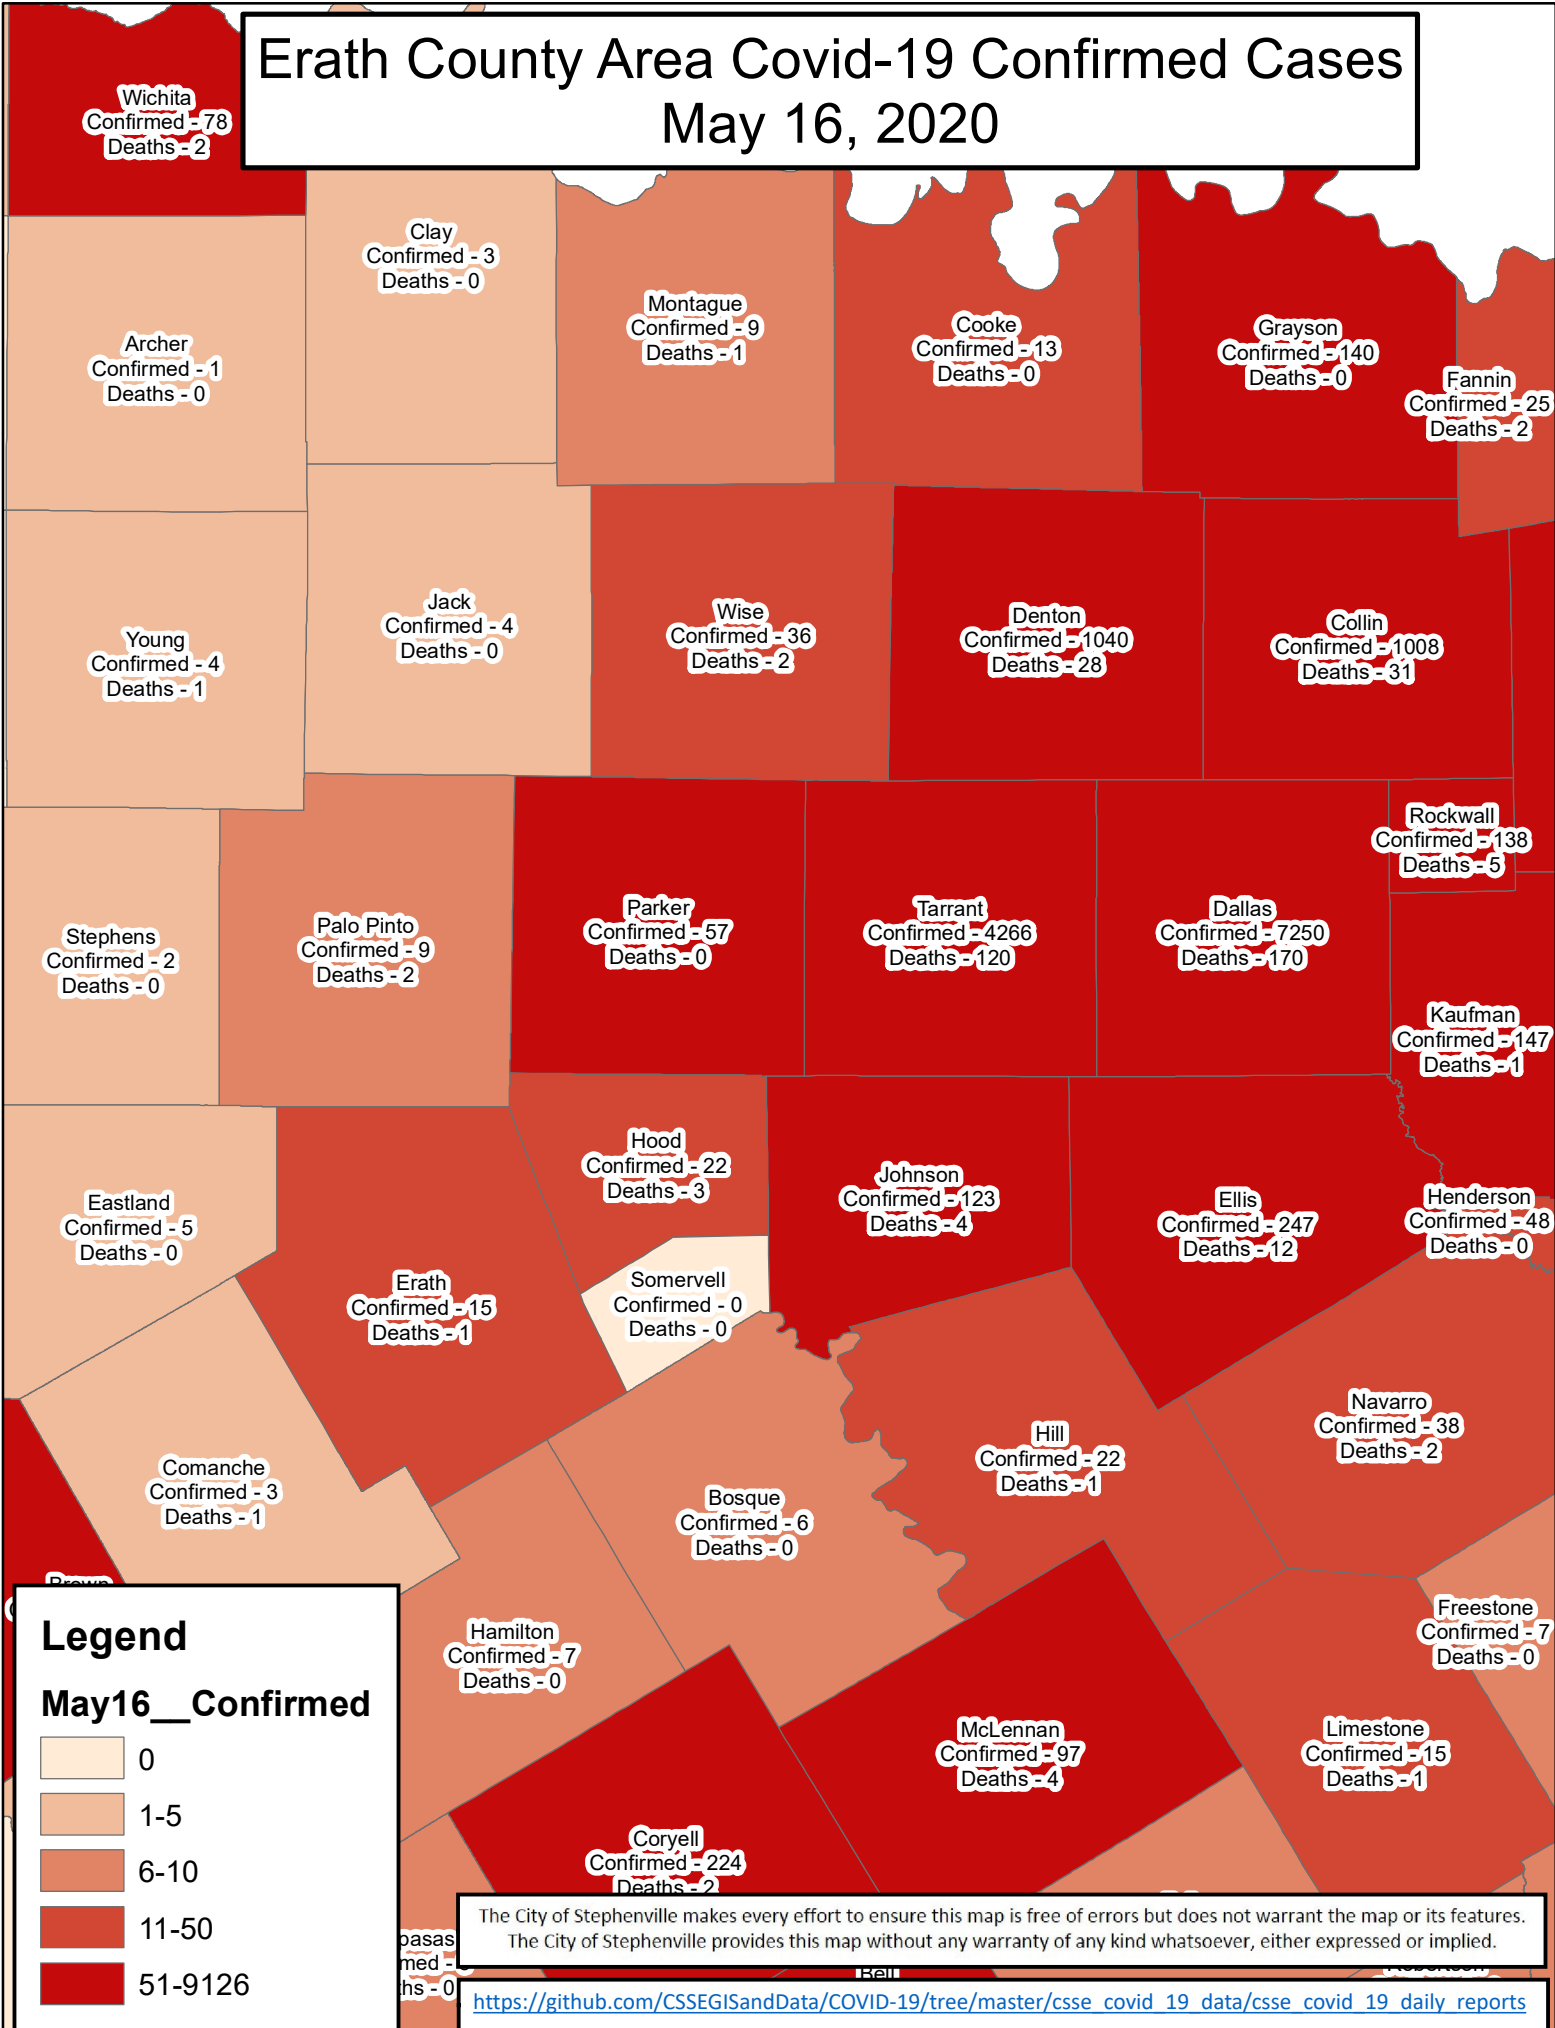 Erath County Area Covid-19 Confirmed Cases
May 16, 2020
Wichita
Confirmed - 78
Deaths - 2
Clay
Confirmed - 3
Deaths - 0
Montague
Confirmed - 9
Deaths - 1
Cooke
Confirmed - 13
Deaths - 0
Grayson
Confirmed - 140
Deaths - 0
Archer
Confirmed - 1
Deaths - 0
Fannin
Confirmed - 25
Deaths - 2
Young
Confirmed - 4
Deaths - 1
Jack
Confirmed - 4
Deaths - 0
Wise
Confirmed - 36
Deaths - 2
Denton
Confirmed - 1040
Deaths - 28
Collin
Confirmed - 1008
Deaths - 31
Rockwall
Confirmed - 138
Deaths - 5
Stephens
Confirmed - 2
Deaths - 0
Palo Pinto
Confirmed - 9
Deaths - 2
Parker
Confirmed - 57
Deaths - 0
Tarrant
Confirmed - 4266
Deaths - 120
Dallas
Confirmed - 7250
Deaths - 170
Kaufman
Confirmed - 147
Deaths - 1
Eastland
Confirmed - 5
Deaths - 0
Hood
Confirmed - 22
Deaths - 3
Johnson
Confirmed - 123
Deaths - 4
Ellis
Confirmed - 247
Deaths - 12
Henderson
Confirmed - 48
Deaths - 0
Erath
Confirmed - 15
Deaths - 1
Somervell
Confirmed - 0
Deaths - 0
Comanche
Confirmed - 3
Deaths - 1
Bosque
Confirmed - 6
Deaths - 0
Hill
Confirmed - 22
Deaths - 1
Navarro
Confirmed - 38
Deaths - 2
Brown
Hamilton
Confirmed - 7
Deaths - 0
Freestone
Confirmed - 7
Deaths - 0
McLennan
Confirmed - 97
Deaths - 4
Limestone
Confirmed - 15
Deaths - 1
Coryell
Confirmed - 224
Deaths - 2
Legend
May16__Confirmed
0
1-5
6-10
11-50
51-9126
pasas
med -
ths - 0
The City of Stephenville makes every effort to ensure this map is free of errors but does not warrant the map or its features.
The City of Stephenville provides this map without any warranty of any kind whatsoever, either expressed or implied.
Bell
Robertson
https://github.com/CSSEGISandData/COVID-19/tree/master/csse_covid_19_data/csse_covid_19_daily_reports